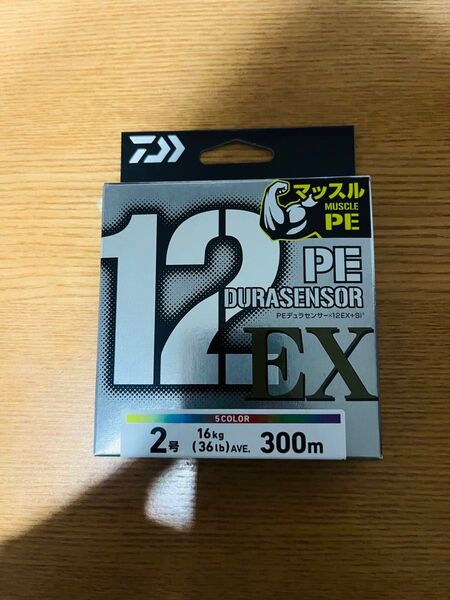 マッスル
MUSCLE
PE
12
PE
DURASENSOR
PEデュラセンサー×12EX+Si³
EX
5COLOR
2号 16kg (36lb) AVE. 300m